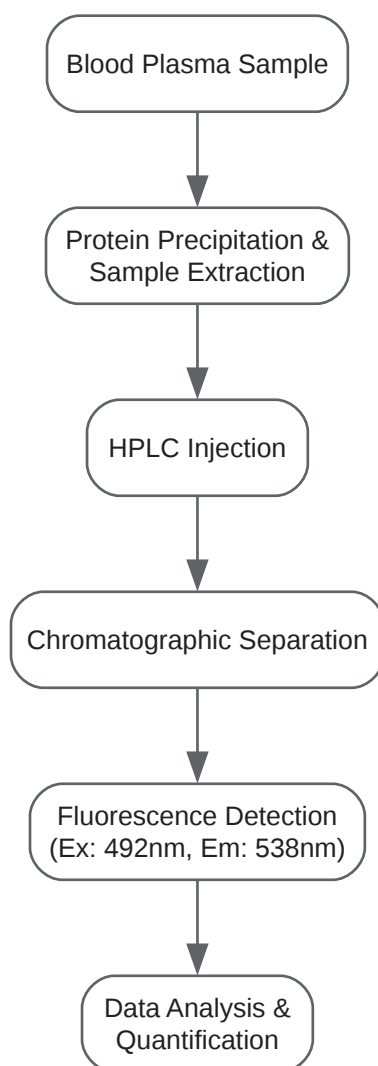 Blood Plasma Sample
Protein Precipitation &
Sample Extraction
HPLC Injection
Chromatographic Separation
Fluorescence Detection
(Ex: 492nm, Em: 538nm)
Data Analysis &
Quantification